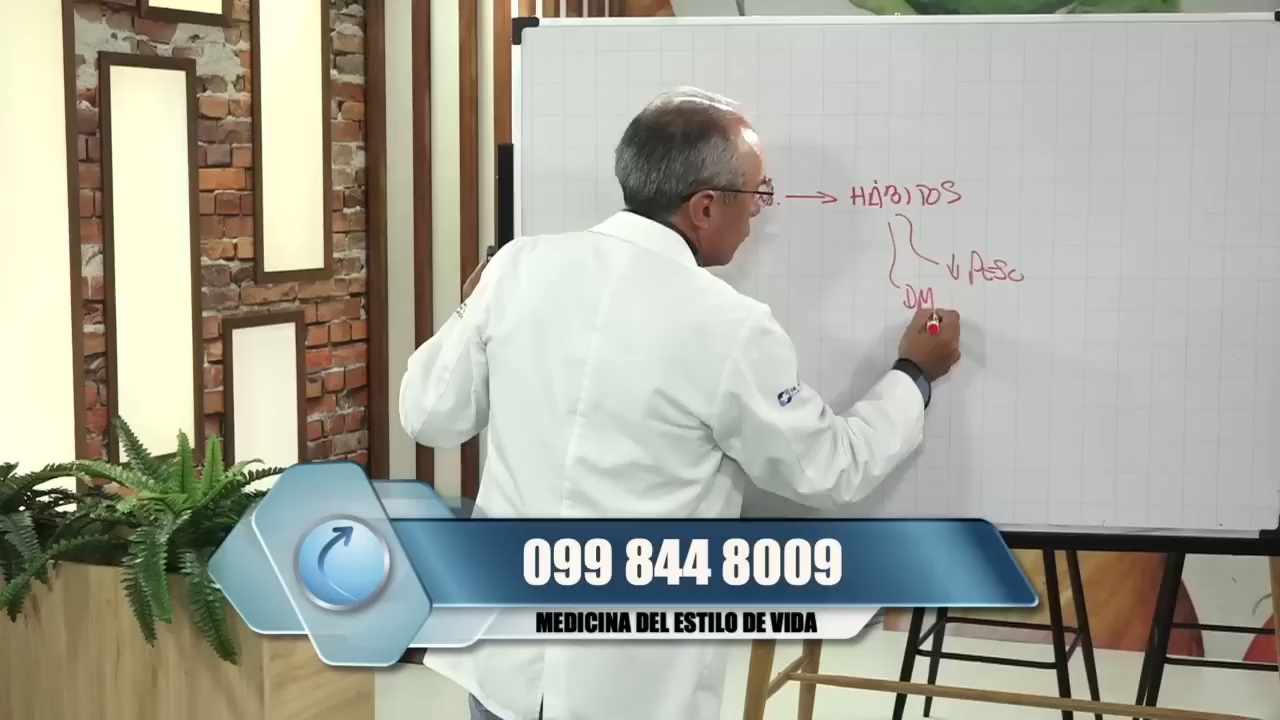 → HÁBITOS
↓ PESO
DM
099 844 8009
MEDICINA DEL ESTILO DE VIDA